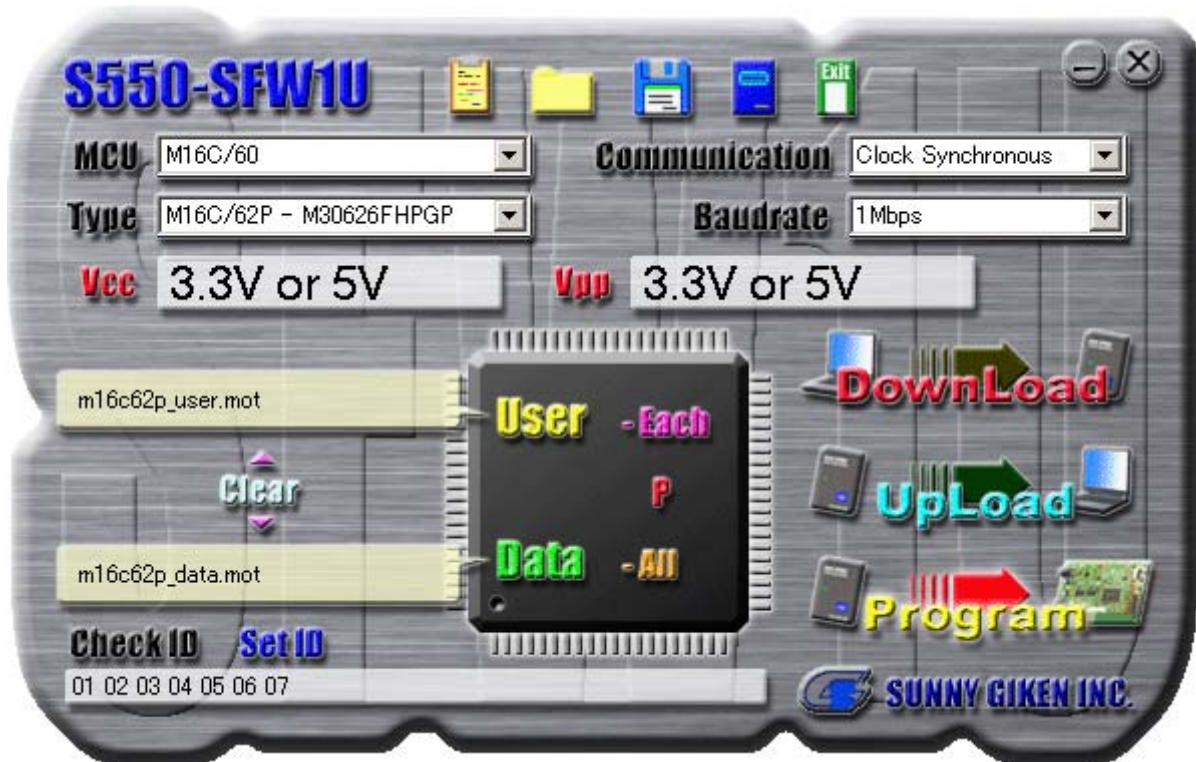 S550-SFW1U
Exit
MCU M16C/60 Communication Clock Synchronous
Type M16C/62P - M30626FHPGP Baudrate 1Mbps
Vcc 3.3V or 5V Vpp 3.3V or 5V
DownLoad
m16c62p_user.mot
User -Each
Clear
P
UpLoad
m16c62p_data.mot
Data -All
Program
Check ID Set ID
01 02 03 04 05 06 07
SUNNY GIKEN INC.